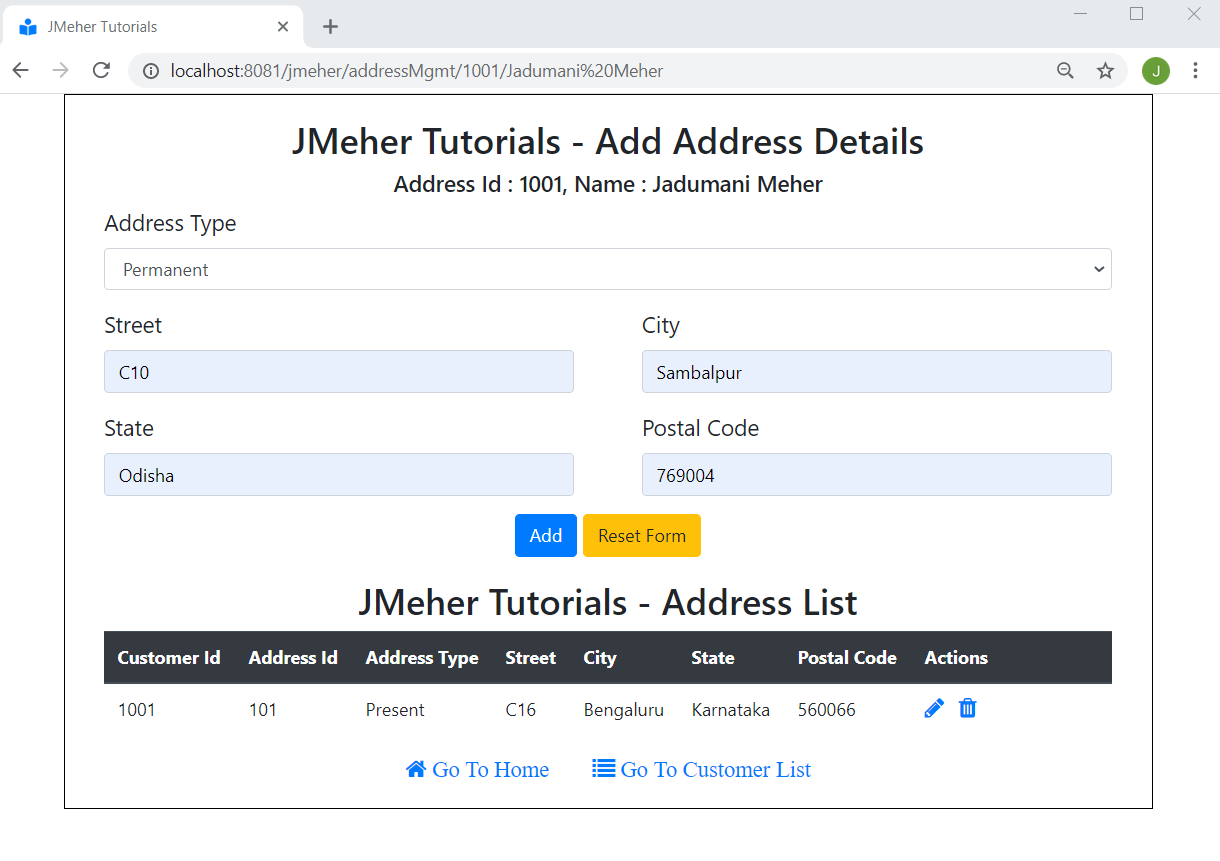 JMeher Tutorials
localhost:8081/jmeher/addressMgmt/1001/Jadumani%20Meher
J
JMeher Tutorials - Add Address Details
Address Id : 1001, Name : Jadumani Meher
Address Type
Permanent
Street City
C10 Sambalpur
State Postal Code
Odisha 769004
Add Reset Form
JMeher Tutorials - Address List
Customer Id Address Id Address Type Street City State Postal Code Actions
1001 101 Present C16 Bengaluru Karnataka 560066
Go To Home Go To Customer List